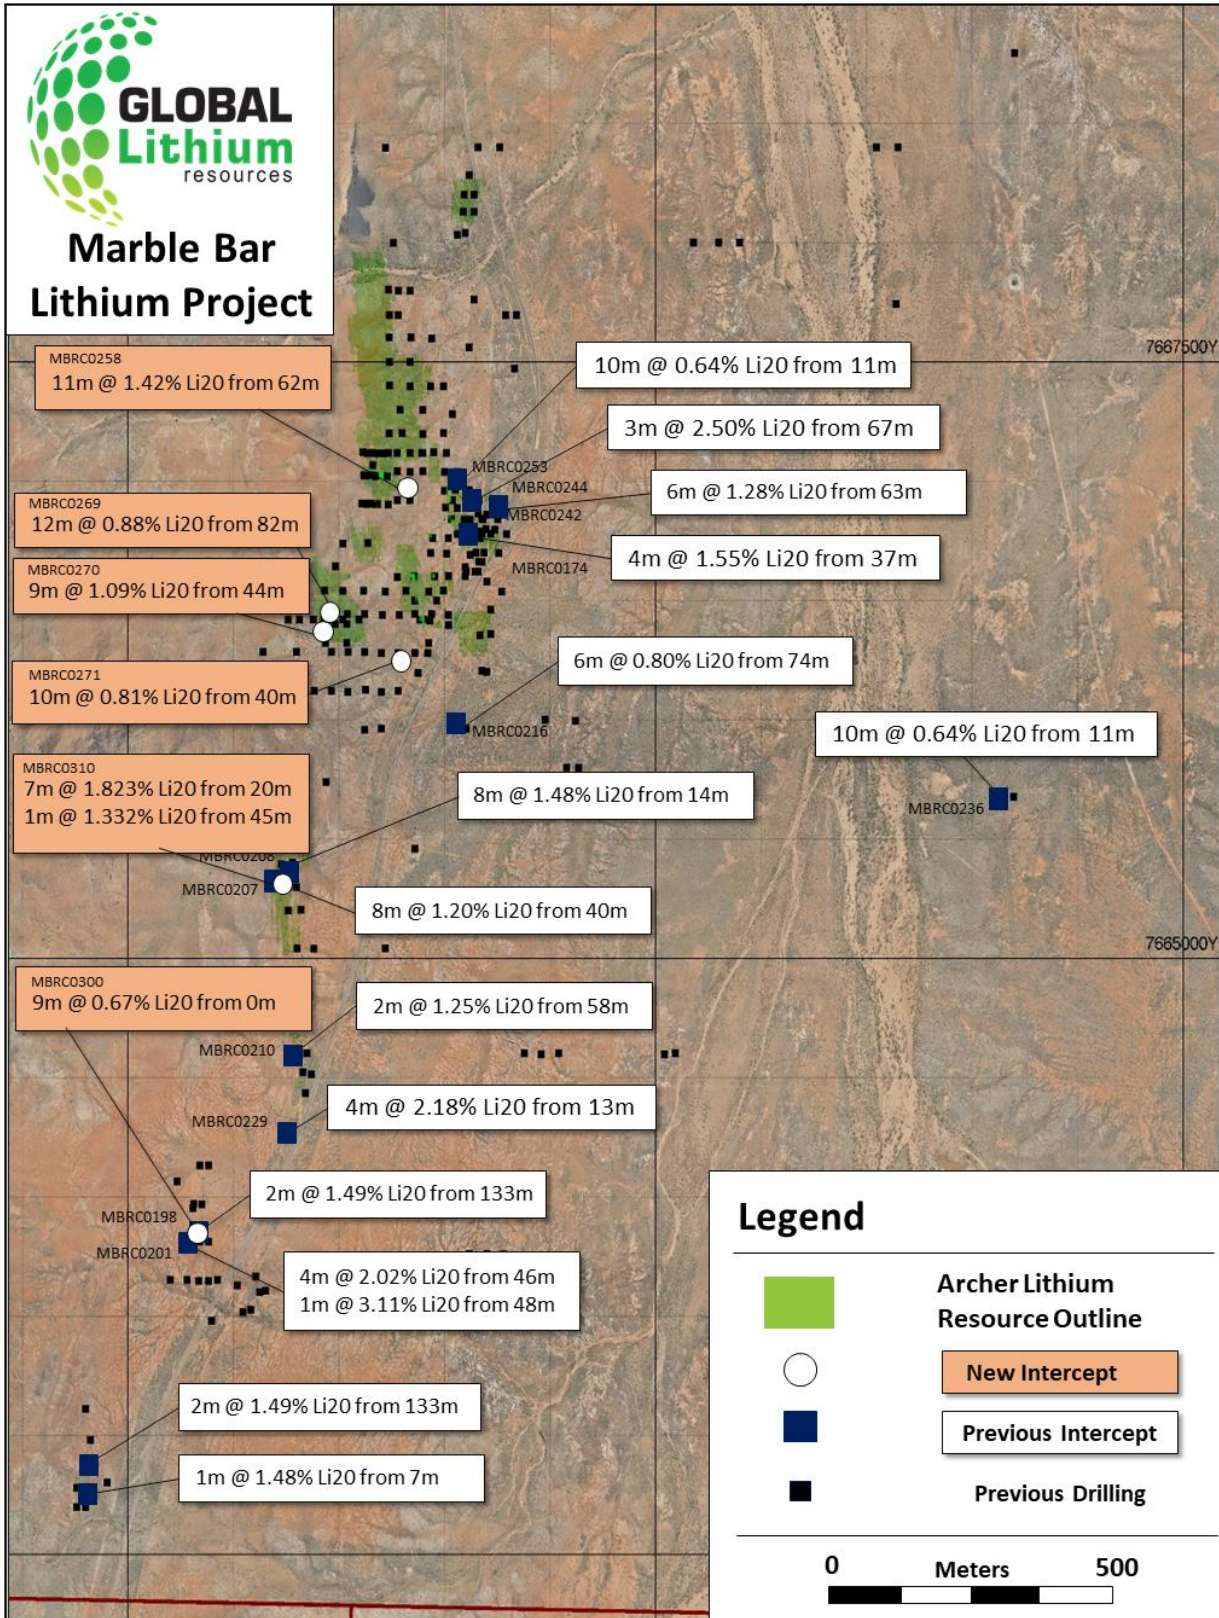 GLOBAL
Lithium
resources
Marble Bar
Lithium Project
7667500Y
MBRC0258
11m @ 1.42% Li20 from 62m
10m @ 0.64% Li20 from 11m
3m @ 2.50% Li20 from 67m
MBRC0253
MBRC0244
6m @ 1.28% Li20 from 63m
MBRC0242
MBRC0269
12m @ 0.88% Li20 from 82m
4m @ 1.55% Li20 from 37m
MBRC0174
MBRC0270
9m @ 1.09% Li20 from 44m
6m @ 0.80% Li20 from 74m
MBRC0271
10m @ 0.81% Li20 from 40m
MBRC0216
10m @ 0.64% Li20 from 11m
MBRC0236
MBRC0310
7m @ 1.823% Li20 from 20m
1m @ 1.332% Li20 from 45m
8m @ 1.48% Li20 from 14m
MBRC0208
MBRC0207
8m @ 1.20% Li20 from 40m
7665000Y
MBRC0300
9m @ 0.67% Li20 from 0m
2m @ 1.25% Li20 from 58m
MBRC0210
4m @ 2.18% Li20 from 13m
MBRC0229
2m @ 1.49% Li20 from 133m
MBRC0198
MBRC0201
4m @ 2.02% Li20 from 46m
1m @ 3.11% Li20 from 48m
2m @ 1.49% Li20 from 133m
1m @ 1.48% Li20 from 7m
Legend
Archer Lithium
Resource Outline
New Intercept
Previous Intercept
Previous Drilling
0 Meters 500